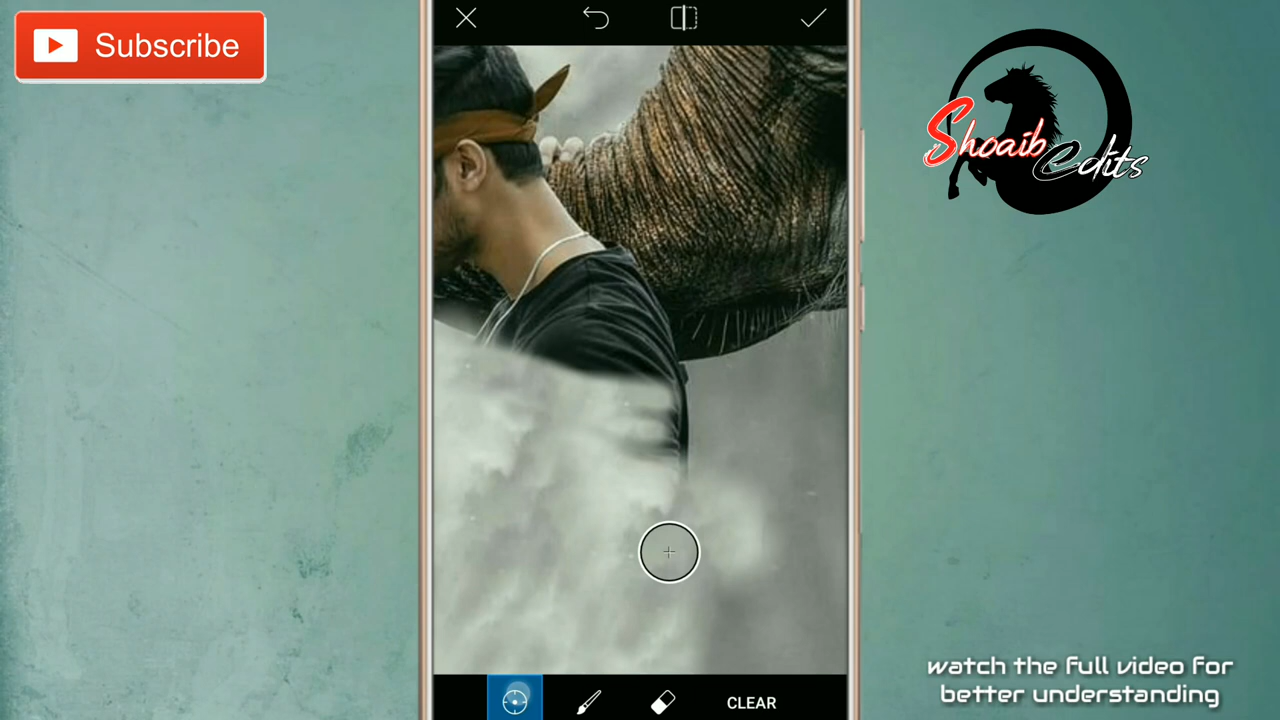 Subscribe
Shoaib
Edits
CLEAR
watch the full video for
better understanding